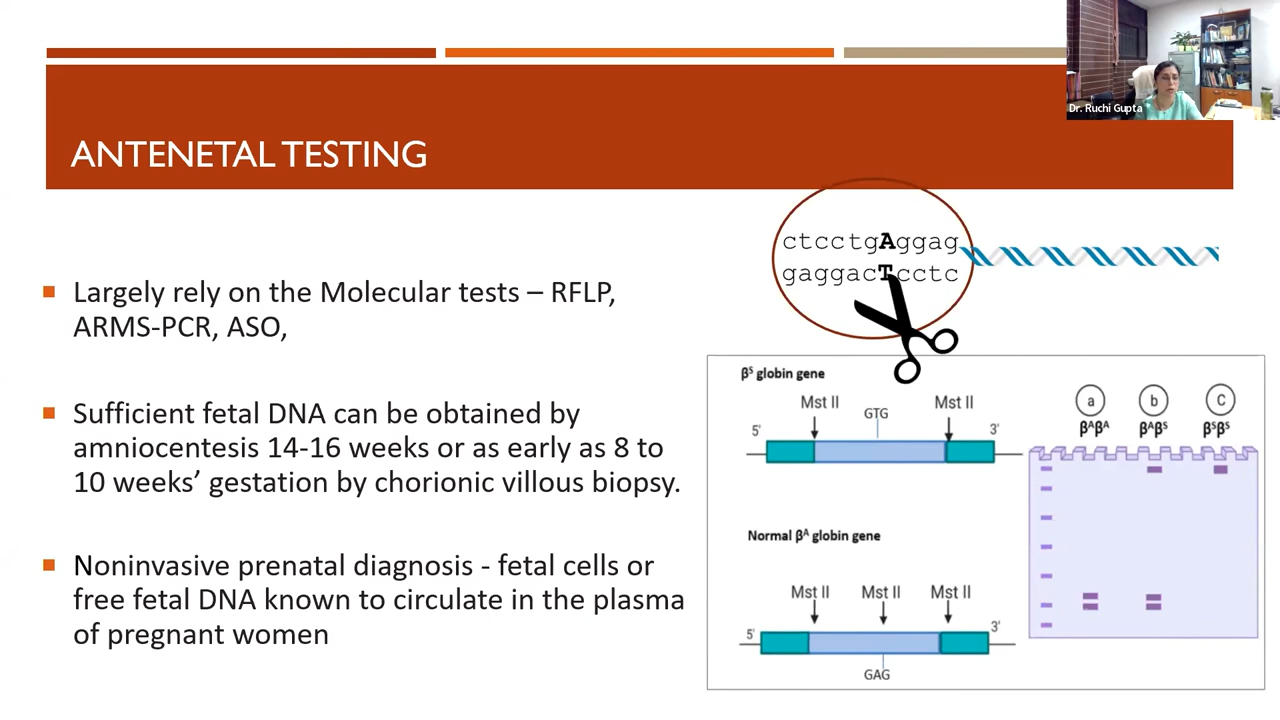 Dr. Ruchi Gupta
ANTENETAL TESTING
Largely rely on the Molecular tests – RFLP,
ARMS-PCR, ASO,
Sufficient fetal DNA can be obtained by
amniocentesis 14-16 weeks or as early as 8 to
10 weeks’ gestation by chorionic villous biopsy.
Noninvasive prenatal diagnosis - fetal cells or
free fetal DNA known to circulate in the plasma
of pregnant women
ctcctgAggag
gaggacTcctc
βS globin gene
Mst II GTG Mst II
5' 3'
Normal βA globin gene
Mst II Mst II Mst II
5' 3'
GAG
a b C
βAβA βAβS βSβS